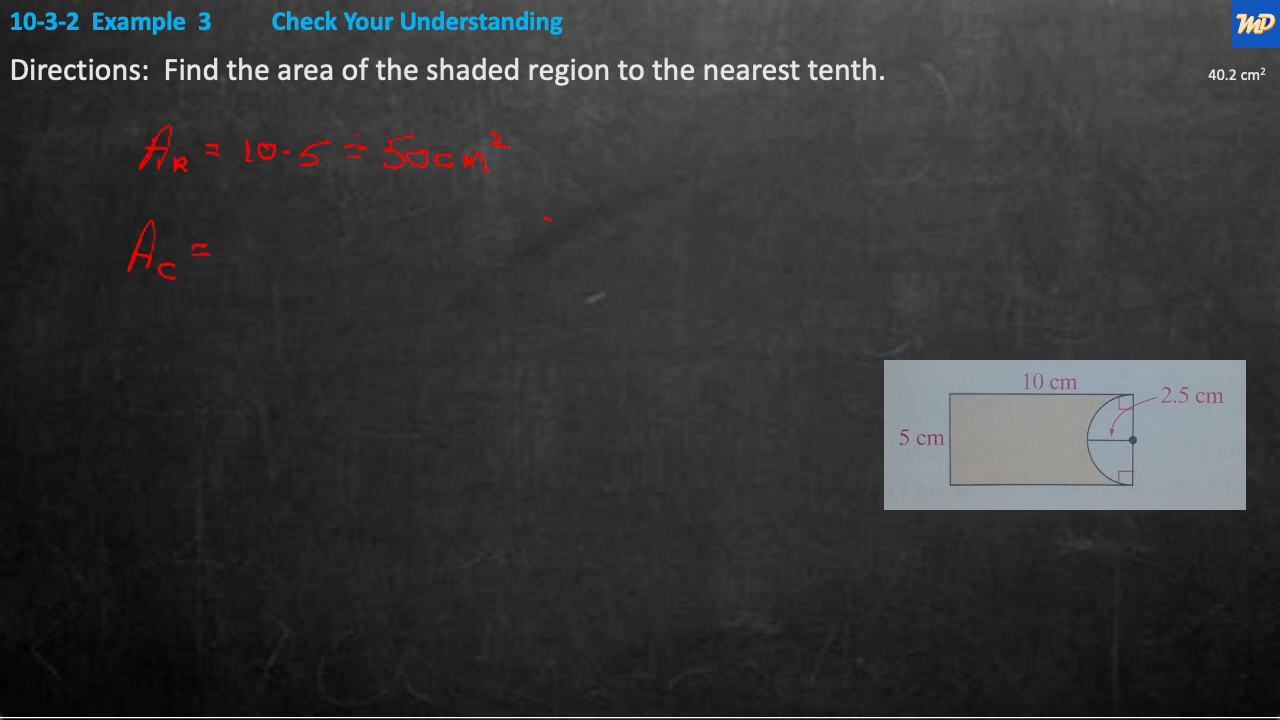 10-3-2 Example 3 Check Your Understanding
MD
Directions: Find the area of the shaded region to the nearest tenth.
40.2 cm²
A_R = 10 · 5 = 50cm²
A_C =
10 cm
2.5 cm
5 cm